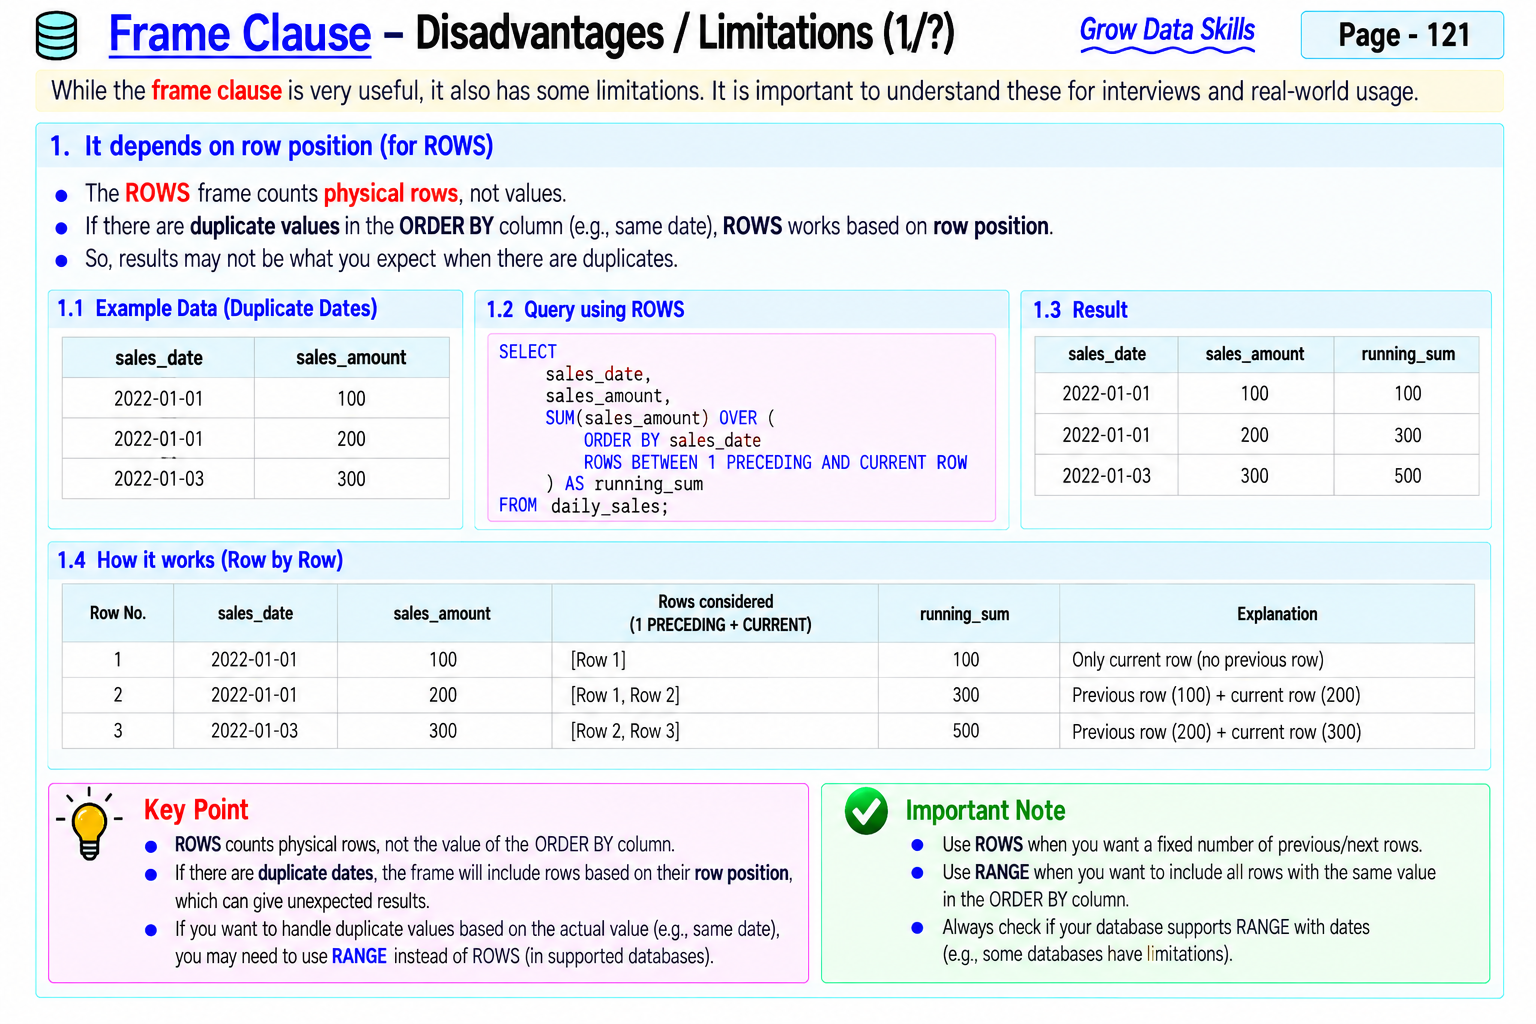 Frame Clause – Disadvantages / Limitations (1/?)
Grow Data Skills
Page - 121
While the frame clause is very useful, it also has some limitations. It is important to understand these for interviews and real-world usage.
1. It depends on row position (for ROWS)
● The ROWS frame counts physical rows, not values.
● If there are duplicate values in the ORDER BY column (e.g., same date), ROWS works based on row position.
● So, results may not be what you expect when there are duplicates.
1.1 Example Data (Duplicate Dates)
sales_date sales_amount
2022-01-01 100
2022-01-01 200
2022-01-03 300
1.2 Query using ROWS
SELECT
sales_date,
sales_amount,
SUM(sales_amount) OVER (
ORDER BY sales_date
ROWS BETWEEN 1 PRECEDING AND CURRENT ROW
) AS running_sum
FROM daily_sales;
1.3 Result
sales_date sales_amount running_sum
2022-01-01 100 100
2022-01-01 200 300
2022-01-03 300 500
1.4 How it works (Row by Row)
Row No. sales_date sales_amount Rows considered (1 PRECEDING + CURRENT) running_sum Explanation
1 2022-01-01 100 [Row 1] 100 Only current row (no previous row)
2 2022-01-01 200 [Row 1, Row 2] 300 Previous row (100) + current row (200)
3 2022-01-03 300 [Row 2, Row 3] 500 Previous row (200) + current row (300)
Key Point
● ROWS counts physical rows, not the value of the ORDER BY column.
● If there are duplicate dates, the frame will include rows based on their row position,
which can give unexpected results.
● If you want to handle duplicate values based on the actual value (e.g., same date),
you may need to use RANGE instead of ROWS (in supported databases).
Important Note
● Use ROWS when you want a fixed number of previous/next rows.
● Use RANGE when you want to include all rows with the same value
in the ORDER BY column.
● Always check if your database supports RANGE with dates
(e.g., some databases have limitations).